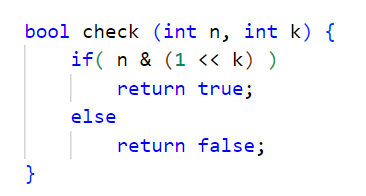 bool check (int n, int k) {
    if( n & (1 << k) )
        return true;
    else
        return false;
}